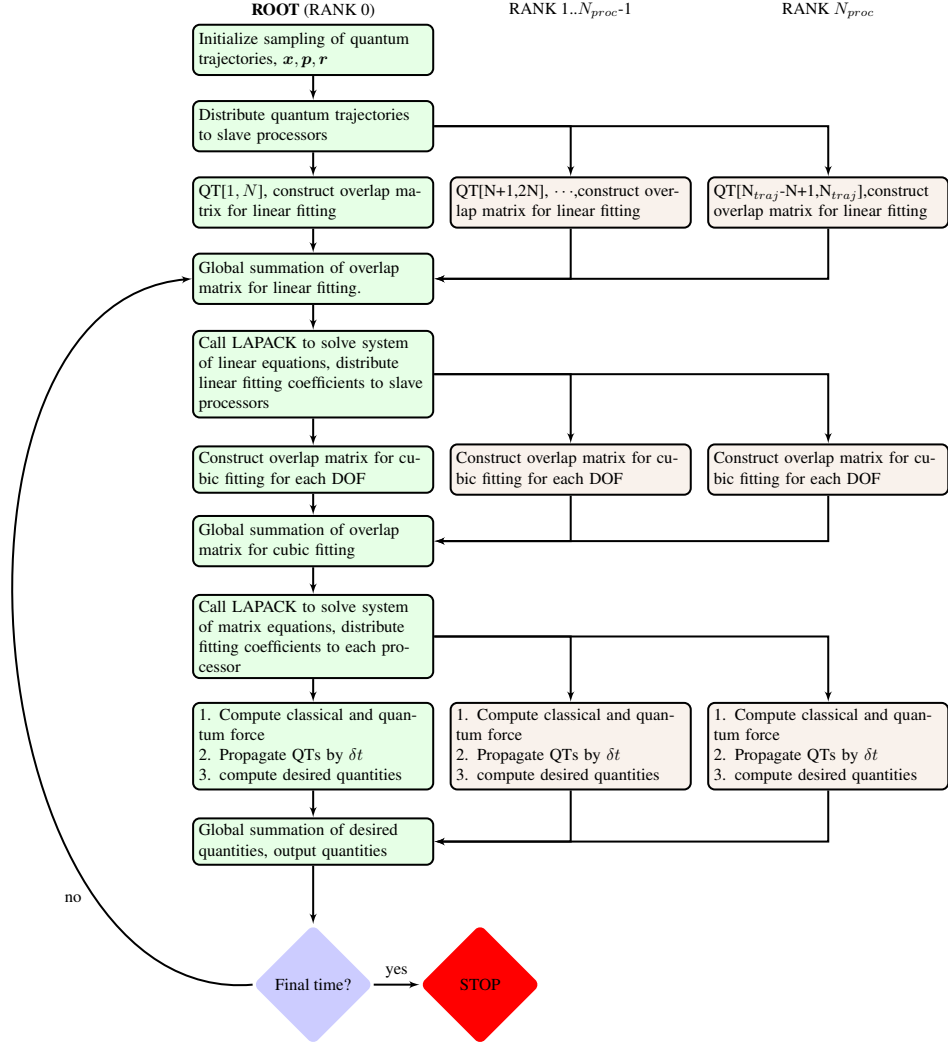 ROOT (RANK 0)
RANK 1..N_{proc}-1
RANK N_{proc}
Initialize sampling of quantum
trajectories, x, p, r
Distribute quantum trajectories
to slave processors
QT[1, N], construct overlap ma-
trix for linear fitting
QT[N+1,2N], ⋯,construct over-
lap matrix for linear fitting
QT[N_{traj}-N+1,N_{traj}],construct
overlap matrix for linear fitting
Global summation of overlap
matrix for linear fitting.
Call LAPACK to solve system
of linear equations, distribute
linear fitting coefficients to slave
processors
Construct overlap matrix for cu-
bic fitting for each DOF
Construct overlap matrix for cu-
bic fitting for each DOF
Construct overlap matrix for cu-
bic fitting for each DOF
Global summation of overlap
matrix for cubic fitting
Call LAPACK to solve system
of matrix equations, distribute
fitting coefficients to each pro-
cessor
1. Compute classical and quan-
tum force
2. Propagate QTs by δt
3. compute desired quantities
1. Compute classical and quan-
tum force
2. Propagate QTs by δt
3. compute desired quantities
1. Compute classical and quan-
tum force
2. Propagate QTs by δt
3. compute desired quantities
Global summation of desired
quantities, output quantities
no
Final time?
yes
STOP